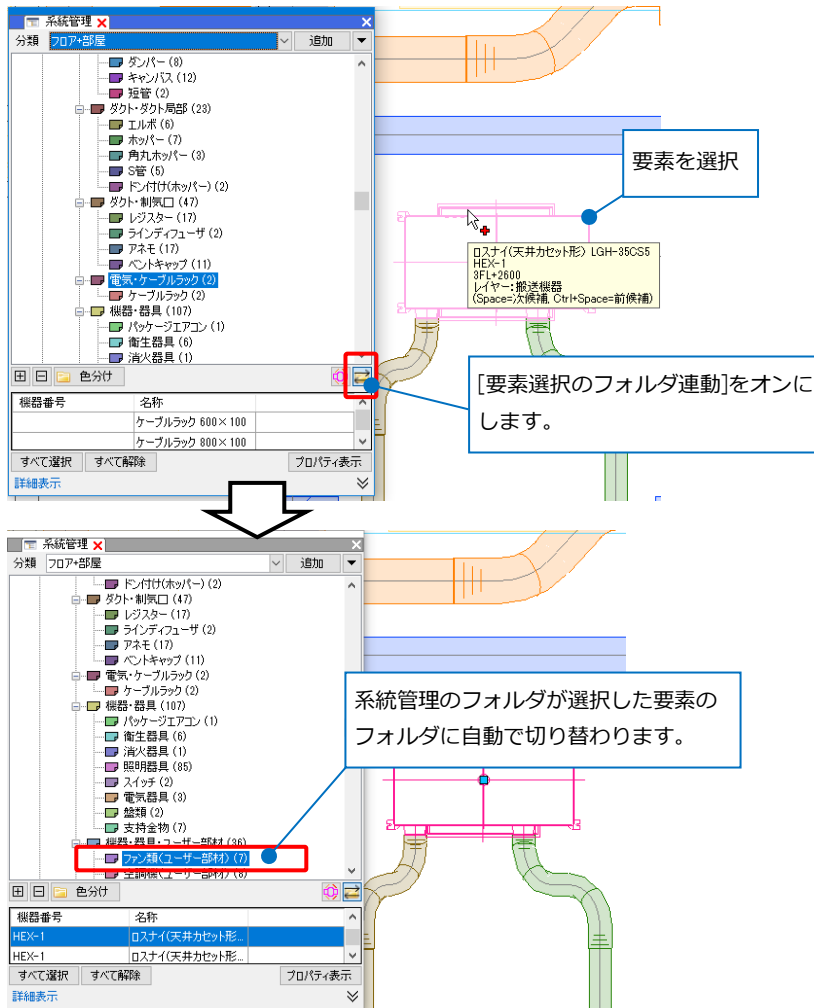 系統管理
分類 フロア+部屋 追加
ダンパー (8)
キャンバス (12)
短管 (2)
ダクト・ダクト局部 (23)
エルボ (6)
ホッパー (7)
角丸ホッパー (3)
S管 (5)
ドン付け(ホッパー) (2)
ダクト・制気口 (47)
レジスター (17)
ラインディフューザ (2)
アネモ (17)
ベントキャップ (11)
電気・ケーブルラック (2)
ケーブルラック (2)
機器・器具 (107)
パッケージエアコン (1)
衛生器具 (6)
消火器具 (1)
色分け
機器番号 名称
ケーブルラック 600×100
ケーブルラック 800×100
すべて選択 すべて解除 プロパティ表示
詳細表示
要素を選択
ロスナイ(天井カセット形) LGH-35CS5
HEX-1
3FL+2600
レイヤー:搬送機器
(Space=次候補, Ctrl+Space=前候補)
[要素選択のフォルダ連動]をオンに
します。
系統管理
分類 フロア+部屋 追加
ドン付け(ホッパー) (2)
ダクト・制気口 (47)
レジスター (17)
ラインディフューザ (2)
アネモ (17)
ベントキャップ (11)
電気・ケーブルラック (2)
ケーブルラック (2)
機器・器具 (107)
パッケージエアコン (1)
衛生器具 (6)
消火器具 (1)
照明器具 (85)
スイッチ (2)
電気器具 (3)
盤類 (2)
支持金物 (7)
機器・器具・ユーザー部材 (36)
ファン類(ユーザー部材) (7)
空調機(ユーザー部材) (8)
色分け
機器番号 名称
HEX-1 ロスナイ(天井カセット形...
HEX-1 ロスナイ(天井カセット形...
すべて選択 すべて解除 プロパティ表示
詳細表示
系統管理のフォルダが選択した要素の
フォルダに自動で切り替わります。